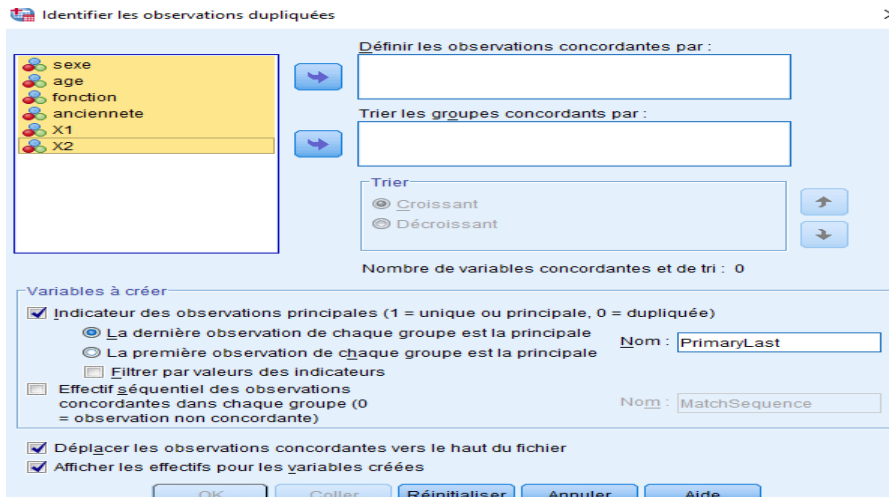 Identifier les observations dupliquées
Définir les observations concordantes par :
sexe
age
fonction
anciennete
X1
X2
Trier les groupes concordants par :
Trier
Croissant
Décroissant
Nombre de variables concordantes et de tri : 0
Variables à créer
Indicateur des observations principales (1 = unique ou principale, 0 = dupliquée)
La dernière observation de chaque groupe est la principale
La première observation de chaque groupe est la principale
Nom : PrimaryLast
Filtrer par valeurs des indicateurs
Effectif séquentiel des observations
concordantes dans chaque groupe (0
= observation non concordante)
Nom : MatchSequence
Déplacer les observations concordantes vers le haut du fichier
Afficher les effectifs pour les variables créées
OK Coller Réinitialiser Annuler Aide